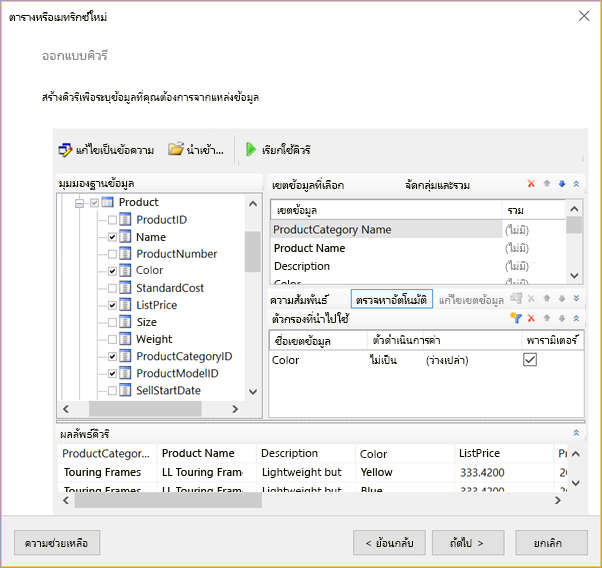 ตารางหรือเมทริกซ์ใหม่
ออกแบบคิวรี
สร้างคิวรีเพื่อระบุข้อมูลที่คุณต้องการจากแหล่งข้อมูล
แก้ไขเป็นข้อความ นำเข้า... เรียกใช้คิวรี
มุมมองฐานข้อมูล
Product
ProductID
Name
ProductNumber
Color
StandardCost
ListPrice
Size
Weight
ProductCategoryID
ProductModelID
SellStartDate
เขตข้อมูลที่เลือก จัดกลุ่มและรวม
เขตข้อมูล รวม
ProductCategory Name (ไม่มี)
Product Name (ไม่มี)
Description (ไม่มี)
Color (ไม่มี)
ความสัมพันธ์ ตรวจหาอัตโนมัติ แก้ไขเขตข้อมูล
ตัวกรองที่นำไปใช้
ชื่อเขตข้อมูล ตัวดำเนินการ ค่า พารามิเตอร์
Color ไม่เป็น (ว่างเปล่า)
ผลลัพธ์คิวรี
ProductCategor... Product Name Description Color ListPrice
Touring Frames LL Touring Fram Lightweight but Yellow 333.4200
Touring Frames LL Touring Fram Lightweight but Blue 333.4200
ความช่วยเหลือ < ย้อนกลับ ถัดไป > ยกเลิก